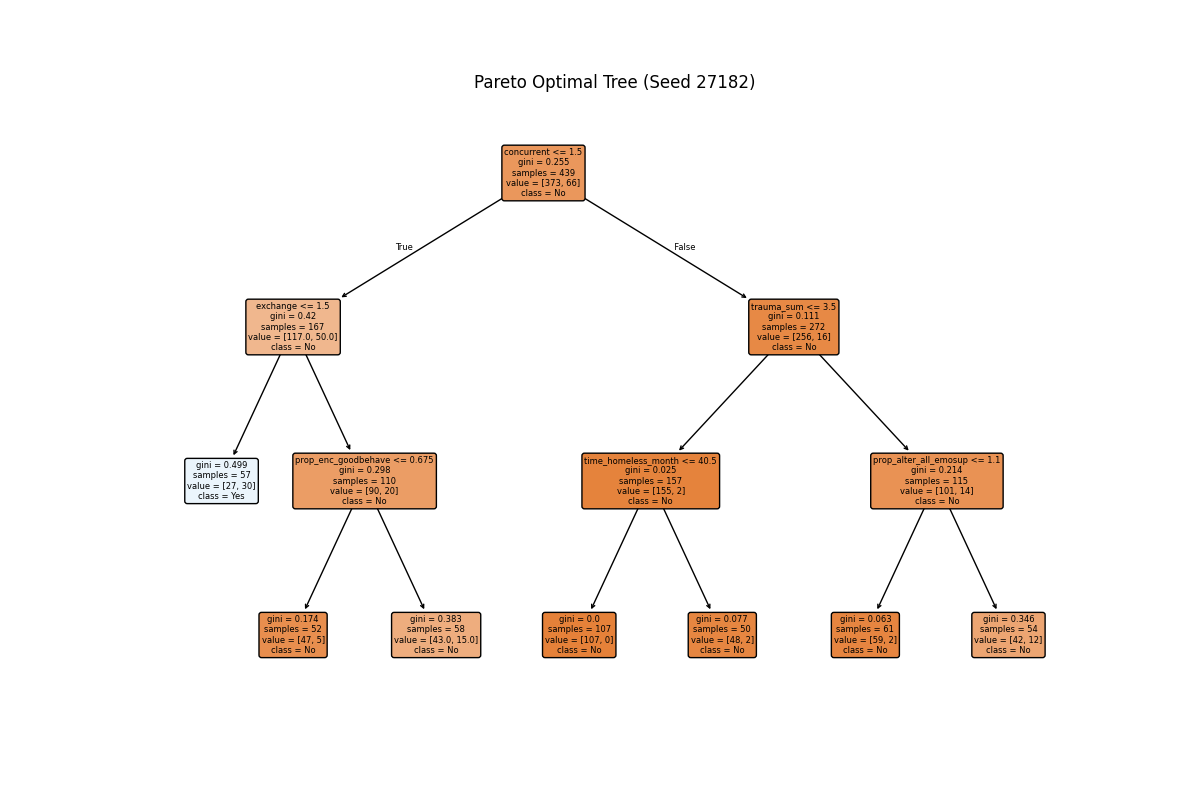 Pareto Optimal Tree (Seed 27182)
concurrent <= 1.5
gini = 0.255
samples = 439
value = [373, 66]
class = No
True
False
exchange <= 1.5
gini = 0.42
samples = 167
value = [117.0, 50.0]
class = No
trauma_sum <= 3.5
gini = 0.111
samples = 272
value = [256, 16]
class = No
gini = 0.499
samples = 57
value = [27, 30]
class = Yes
prop_enc_goodbehave <= 0.675
gini = 0.298
samples = 110
value = [90, 20]
class = No
time_homeless_month <= 40.5
gini = 0.025
samples = 157
value = [155, 2]
class = No
prop_alter_all_emosup <= 1.1
gini = 0.214
samples = 115
value = [101, 14]
class = No
gini = 0.174
samples = 52
value = [47, 5]
class = No
gini = 0.383
samples = 58
value = [43.0, 15.0]
class = No
gini = 0.0
samples = 107
value = [107, 0]
class = No
gini = 0.077
samples = 50
value = [48, 2]
class = No
gini = 0.063
samples = 61
value = [59, 2]
class = No
gini = 0.346
samples = 54
value = [42, 12]
class = No